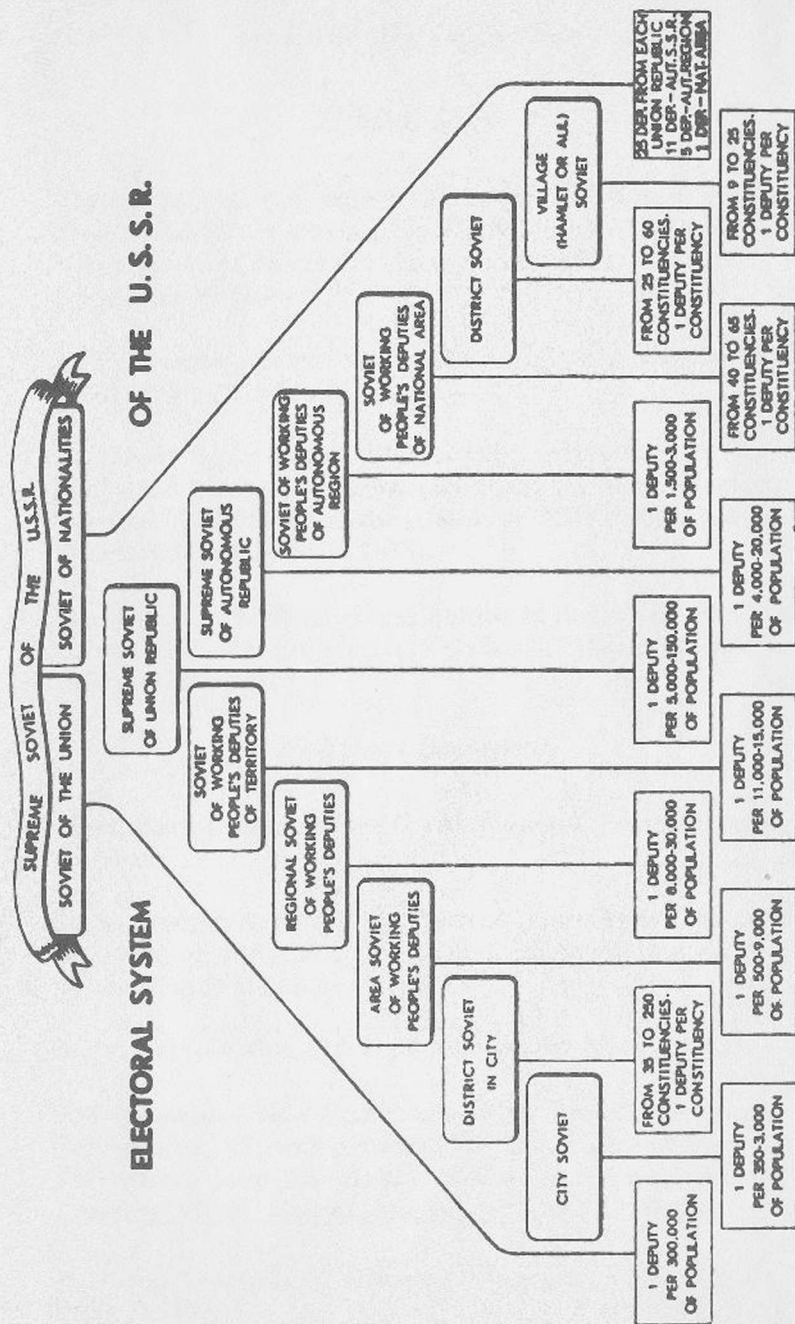 SUPREME SOVIET OF THE U.S.S.R.
SOVIET OF THE UNION
SOVIET OF NATIONALITIES
ELECTORAL SYSTEM
OF THE U. S. S. R.
SUPREME SOVIET
OF UNION REPUBLIC
SOVIET
OF WORKING
PEOPLE'S DEPUTIES
OF TERRITORY
SUPREME SOVIET
OF AUTONOMOUS
REPUBLIC
REGIONAL SOVIET
OF WORKING
PEOPLE'S DEPUTIES
SOVIET OF WORKING
PEOPLE'S DEPUTIES
OF AUTONOMOUS
REGION
AREA SOVIET
OF WORKING
PEOPLE'S DEPUTIES
SOVIET
OF WORKING
PEOPLE'S DEPUTIES
OF NATIONAL AREA
DISTRICT SOVIET
IN CITY
DISTRICT SOVIET
CITY SOVIET
VILLAGE
(HAMLET OR AUL)
SOVIET
1 DEPUTY
PER 300,000
OF POPULATION
FROM 35 TO 250
CONSTITUENCIES.
1 DEPUTY PER
CONSTITUENCY
1 DEPUTY
PER 8,000-30,000
OF POPULATION
1 DEPUTY
PER 5,000-150,000
OF POPULATION
1 DEPUTY
PER 1,500-3,000
OF POPULATION
FROM 25 TO 60
CONSTITUENCIES.
1 DEPUTY PER
CONSTITUENCY
25 DEP. FROM EACH
UNION REPUBLIC
11 DEP.-AUT.S.S.R.
5 DEP.-AUT.REGION
1 DEP.-NAT.AREA
1 DEPUTY
PER 350-3,000
OF POPULATION
1 DEPUTY
PER 500-9,000
OF POPULATION
1 DEPUTY
PER 11,000-15,000
OF POPULATION
1 DEPUTY
PER 4,000-20,000
OF POPULATION
FROM 40 TO 65
CONSTITUENCIES.
1 DEPUTY PER
CONSTITUENCY
FROM 9 TO 25
CONSTITUENCIES.
1 DEPUTY PER
CONSTITUENCY